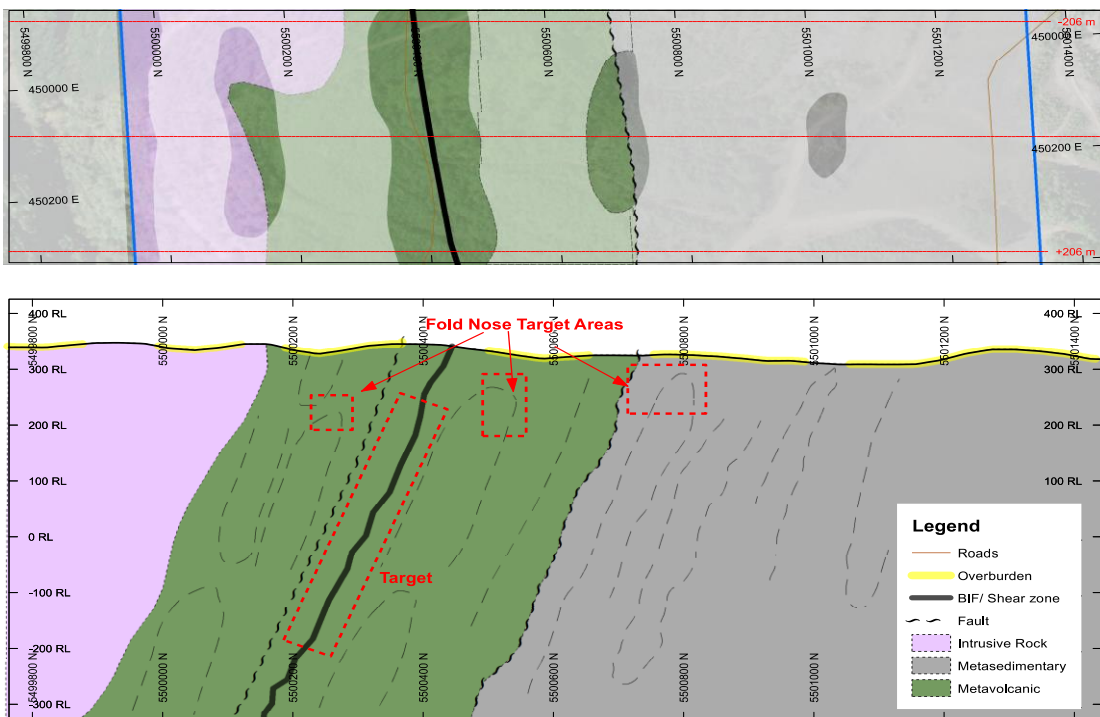 5499800 N
5500000 N
5500200 N
5500400 N
5500600 N
5500800 N
5501000 N
5501200 N
5501400 N
-206 m
450000 E
450000 E
450200 E
450200 E
+206 m
400 RL
400 RL
Fold Nose Target Areas
5499800 N
5500000 N
5500200 N
5500400 N
5500600 N
5500800 N
5501000 N
5501200 N
5501400 N
300 RL
300 RL
200 RL
200 RL
100 RL
100 RL
0 RL
-100 RL
-200 RL
-300 RL
Target
5499800 N
5500000 N
5500200 N
5500400 N
5500600 N
5500800 N
5501000 N
Legend
Roads
Overburden
BIF/ Shear zone
Fault
Intrusive Rock
Metasedimentary
Metavolcanic